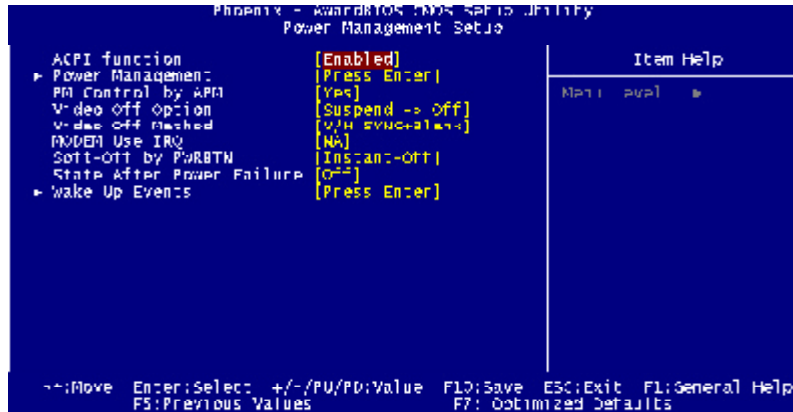 Phoenix - AwardBIOS CMOS Setup Utility
Power Management Setup
ACPI function [Enabled]
Item Help
► Power Management [Press Enter]
PM Control by APM [Yes]
Menu Level ►
Video Off Option [Suspend -> Off]
Video Off Method [V/H SYNC+Blank]
MODEM Use IRQ [NA]
Soft-Off by PWRBTN [Instant-Off]
State After Power Failure [Off]
► Wake Up Events [Press Enter]
:Move Enter:Select +/-/PU/PD:Value F10:Save ESC:Exit F1:General Help
F5:Previous Values F7: Optimized Defaults